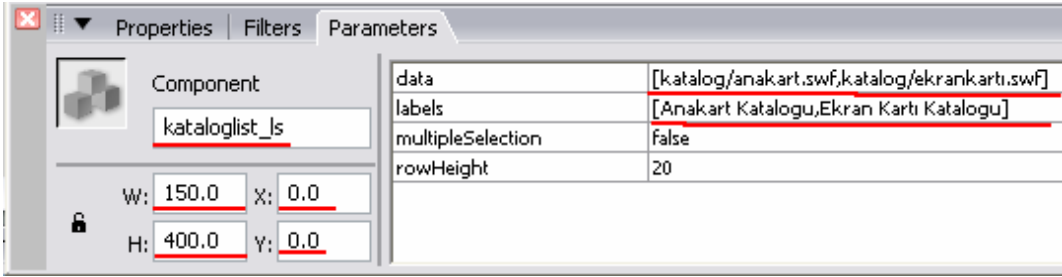 Properties | Filters Parameters
Component
kataloglist_ls
W: 150.0 X: 0.0
H: 400.0 Y: 0.0
data [katalog/anakart.swf,katalog/ekrankartı.swf]
labels [Anakart Katalogu,Ekran Kartı Katalogu]
multipleSelection false
rowHeight 20